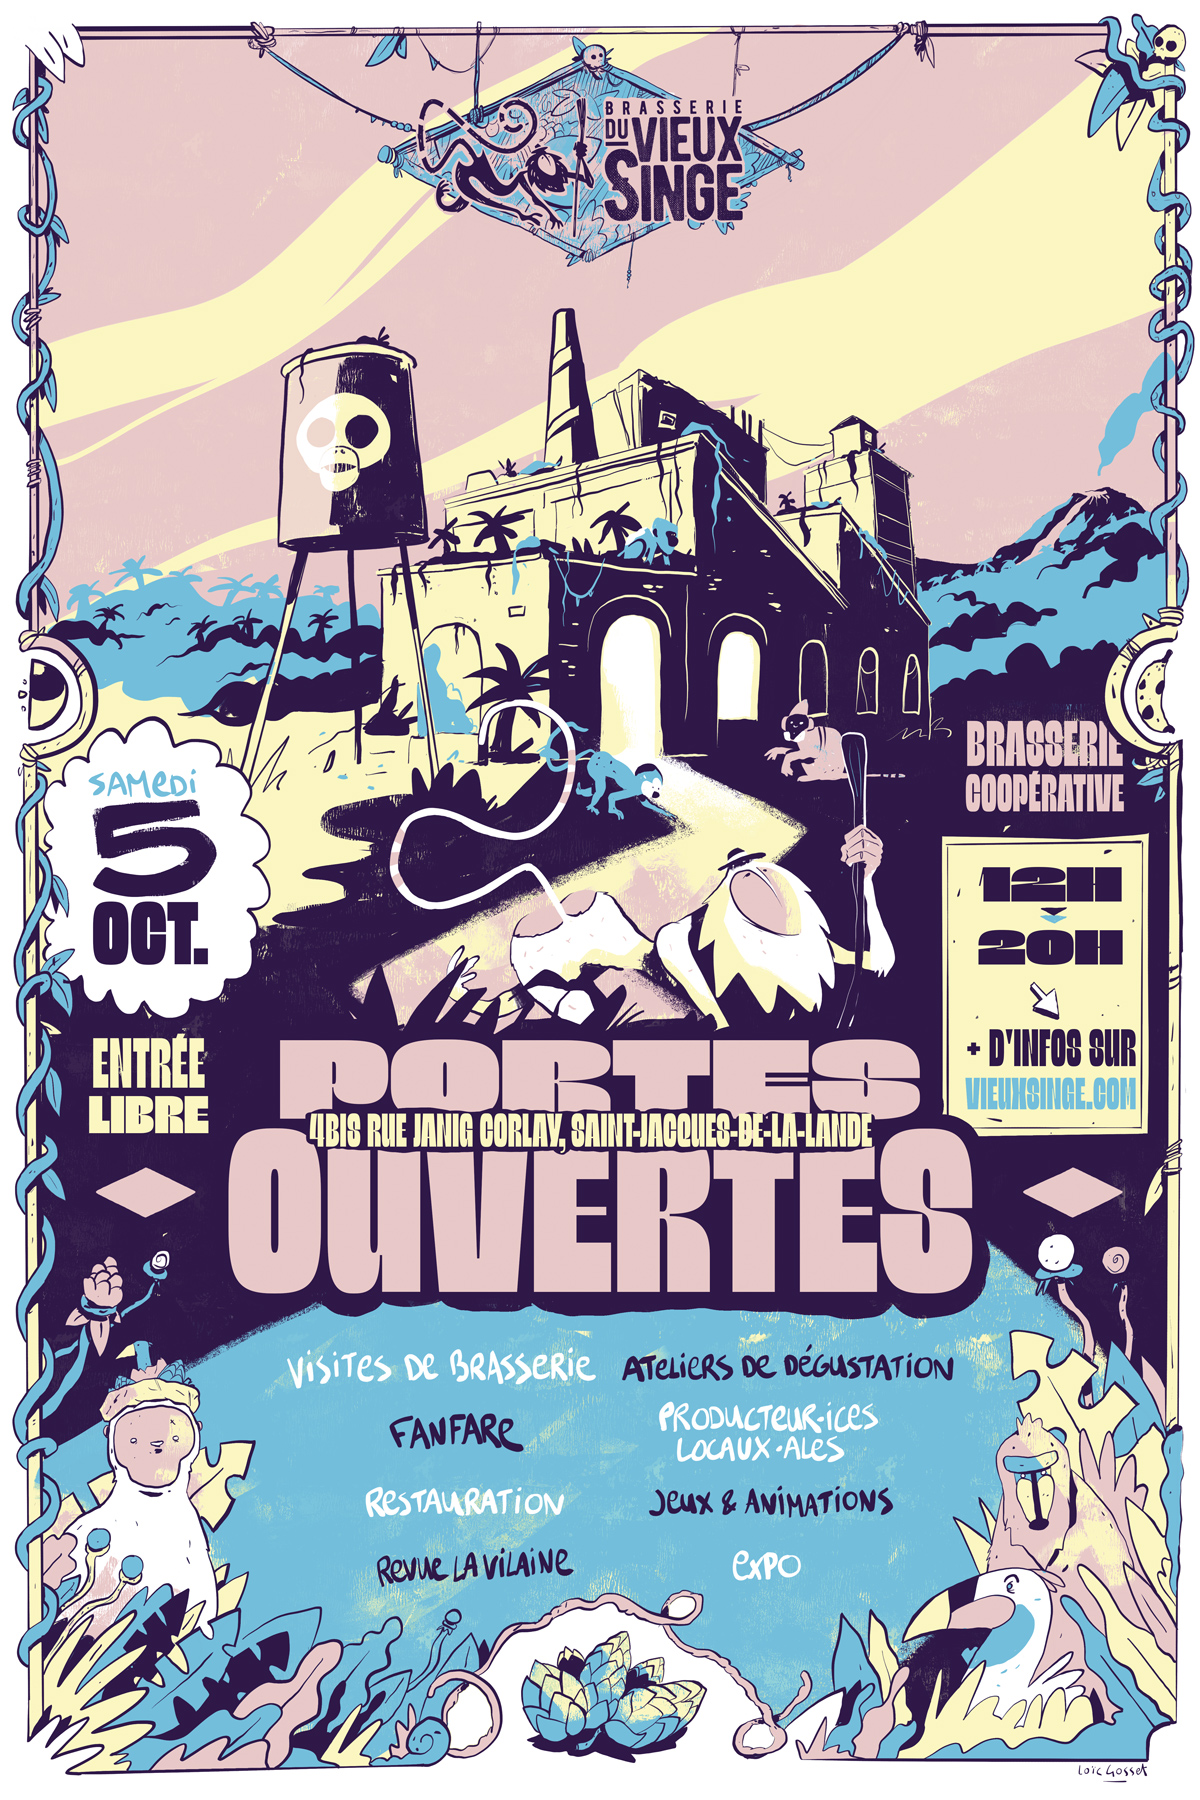 BRASSERIE
DU VIEUX
SINGE
SAMEDI
5
OCT.
BRASSERIE
COOPÉRATIVE
12H
20H
+ D'INFOS SUR
VIEUXSINGE.COM
ENTRÉE
LIBRE
PORTES
4BIS RUE JANIG CORLAY, SAINT-JACQUES-DE-LA-LANDE
OUVERTES
VISITES DE BRASSERIE
ATELIERS DE DÉGUSTATION
FANFARE
PRODUCTEUR·ICES
LOCAUX·ALES
RESTAURATION
JEUX & ANIMATIONS
REVUE LA VILAINE
EXPO
Loïc Gosset